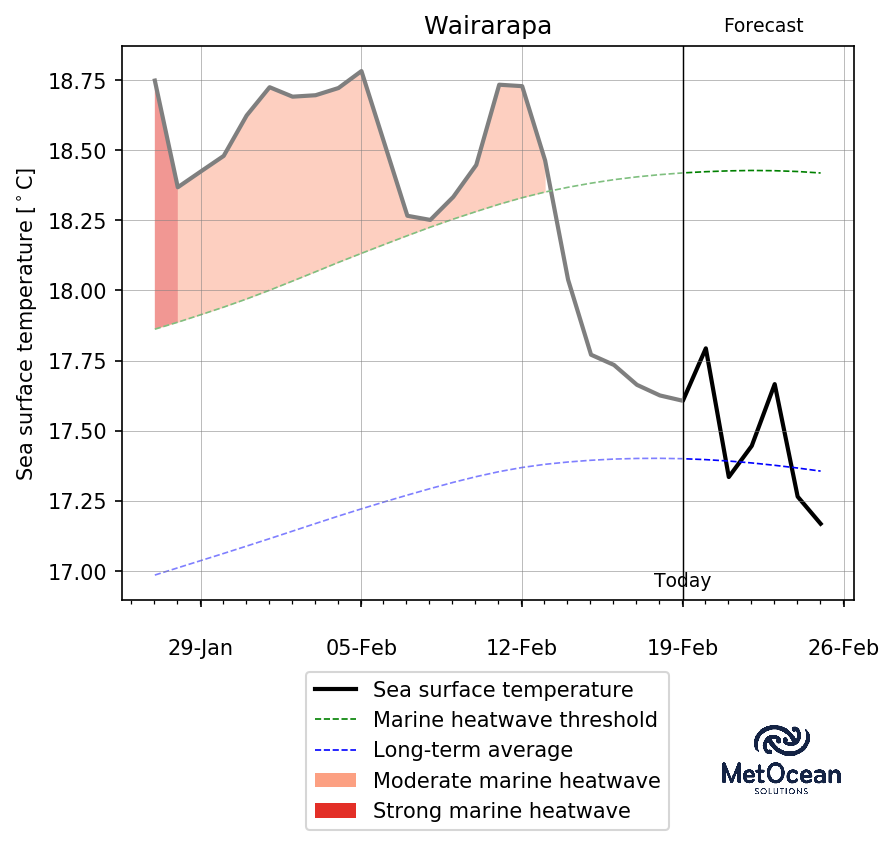 Wairarapa
Forecast
Sea surface temperature [°C]
18.75
18.50
18.25
18.00
17.75
17.50
17.25
17.00
Today
29-Jan 05-Feb 12-Feb 19-Feb 26-Feb
Sea surface temperature
Marine heatwave threshold
Long-term average
Moderate marine heatwave
Strong marine heatwave
MetOcean
SOLUTIONS